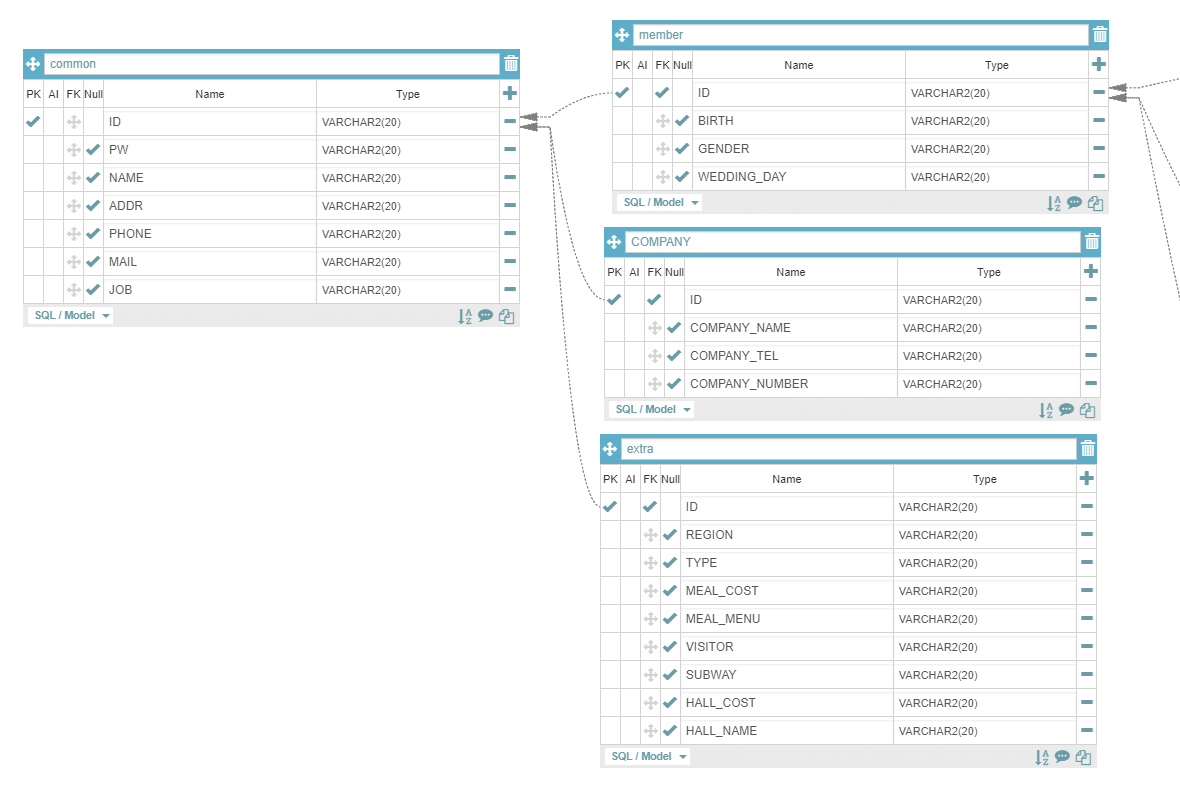 common
PK AI FK Null Name Type
ID VARCHAR2(20)
PW VARCHAR2(20)
NAME VARCHAR2(20)
ADDR VARCHAR2(20)
PHONE VARCHAR2(20)
MAIL VARCHAR2(20)
JOB VARCHAR2(20)
SQL / Model
member
PK AI FK Null Name Type
ID VARCHAR2(20)
BIRTH VARCHAR2(20)
GENDER VARCHAR2(20)
WEDDING_DAY VARCHAR2(20)
SQL / Model
COMPANY
PK AI FK Null Name Type
ID VARCHAR2(20)
COMPANY_NAME VARCHAR2(20)
COMPANY_TEL VARCHAR2(20)
COMPANY_NUMBER VARCHAR2(20)
SQL / Model
extra
PK AI FK Null Name Type
ID VARCHAR2(20)
REGION VARCHAR2(20)
TYPE VARCHAR2(20)
MEAL_COST VARCHAR2(20)
MEAL_MENU VARCHAR2(20)
VISITOR VARCHAR2(20)
SUBWAY VARCHAR2(20)
HALL_COST VARCHAR2(20)
HALL_NAME VARCHAR2(20)
SQL / Model